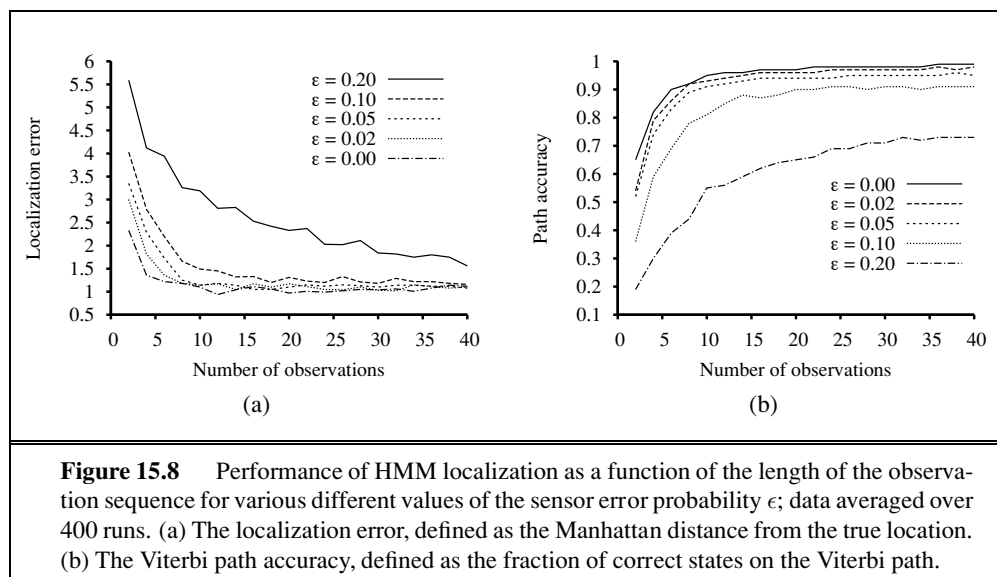 6
5.5
5
4.5
4
3.5
3
2.5
2
1.5
1
0.5
Localization error
ε = 0.20
ε = 0.10
ε = 0.05
ε = 0.02
ε = 0.00
0 5 10 15 20 25 30 35 40
Number of observations
(a)
1
0.9
0.8
0.7
0.6
0.5
0.4
0.3
0.2
0.1
Path accuracy
ε = 0.00
ε = 0.02
ε = 0.05
ε = 0.10
ε = 0.20
0 5 10 15 20 25 30 35 40
Number of observations
(b)
Figure 15.8 Performance of HMM localization as a function of the length of the observa-
tion sequence for various different values of the sensor error probability ϵ; data averaged over
400 runs. (a) The localization error, defined as the Manhattan distance from the true location.
(b) The Viterbi path accuracy, defined as the fraction of correct states on the Viterbi path.